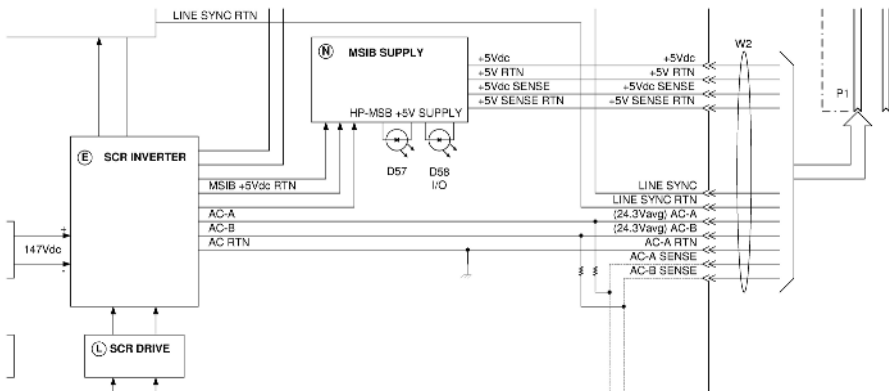 LINE SYNC RTN
N MSIB SUPPLY
HP-MSB +5V SUPPLY
D57
D58
I/O
+5Vdc
+5V RTN
+5Vdc SENSE
+5V SENSE RTN
+5Vdc
+5V RTN
+5Vdc SENSE
+5V SENSE RTN
W2
P1
E SCR INVERTER
MSIB +5Vdc RTN
AC-A
AC-B
AC RTN
LINE SYNC
LINE SYNC RTN
(24.3Vavg) AC-A
(24.3Vavg) AC-B
AC-A RTN
AC-A SENSE
AC-B SENSE
+
147Vdc
-
L SCR DRIVE